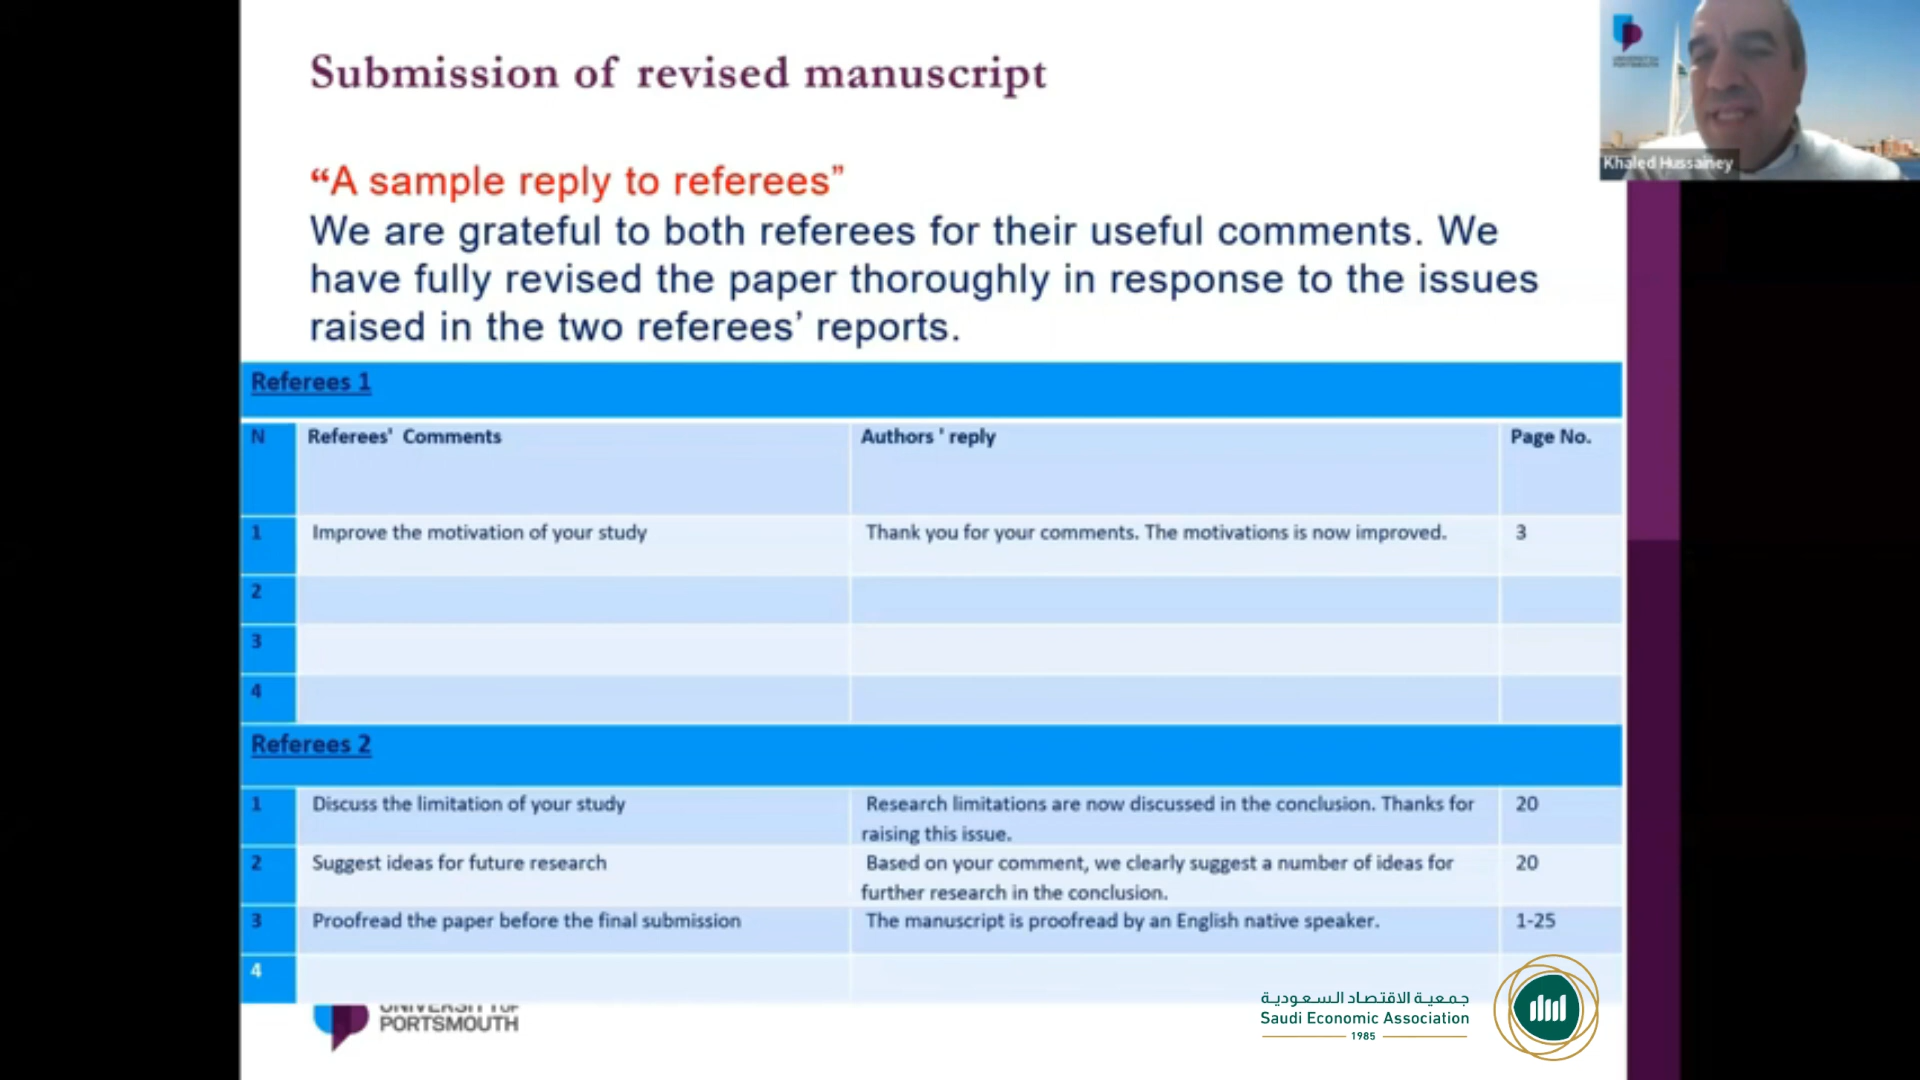 Submission of revised manuscript
“A sample reply to referees”
We are grateful to both referees for their useful comments. We
have fully revised the paper thoroughly in response to the issues
raised in the two referees’ reports.
Referees 1
N Referees' Comments Authors ' reply Page No.
1 Improve the motivation of your study Thank you for your comments. The motivations is now improved. 3
2
3
4
Referees 2
1 Discuss the limitation of your study Research limitations are now discussed in the conclusion. Thanks for
raising this issue. 20
2 Suggest ideas for future research Based on your comment, we clearly suggest a number of ideas for
further research in the conclusion. 20
3 Proofread the paper before the final submission The manuscript is proofread by an English native speaker. 1-25
4
UNIVERSITY OF
PORTSMOUTH
جمعية الاقتصاد السعودية
Saudi Economic Association
1985
Khaled Hussainey